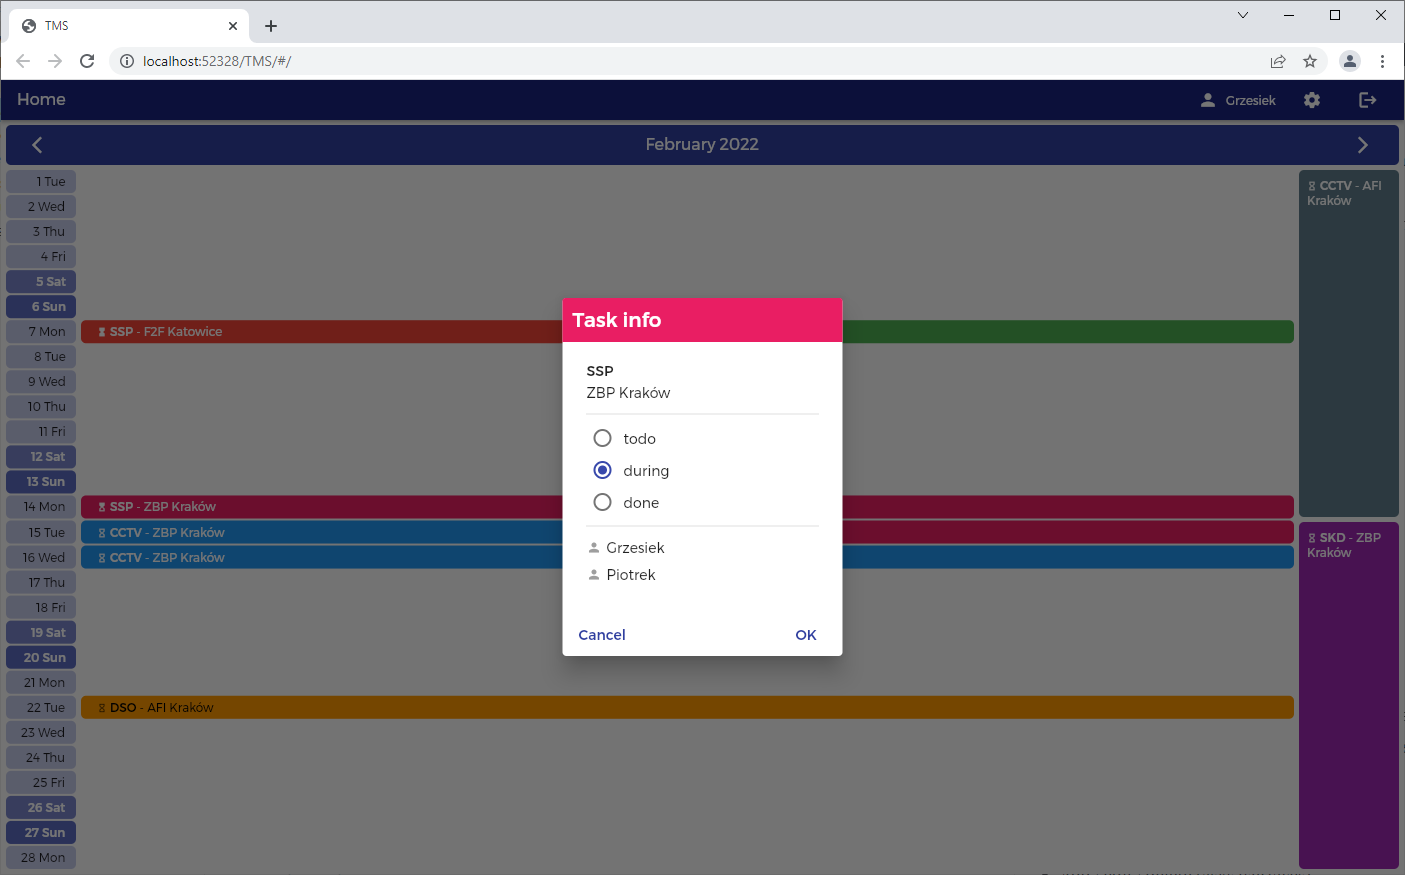 TMS
localhost:52328/TMS/#/
Home
Grzesiek
February 2022
1 Tue
2 Wed
3 Thu
4 Fri
5 Sat
6 Sun
7 Mon
8 Tue
9 Wed
10 Thu
11 Fri
12 Sat
13 Sun
14 Mon
15 Tue
16 Wed
17 Thu
18 Fri
19 Sat
20 Sun
21 Mon
22 Tue
23 Wed
24 Thu
25 Fri
26 Sat
27 Sun
28 Mon
SSP - F2F Katowice
SSP - ZBP Kraków
CCTV - ZBP Kraków
CCTV - ZBP Kraków
DSO - AFI Kraków
CCTV - AFI
Kraków
SKD - ZBP
Kraków
Task info
SSP
ZBP Kraków
todo
during
done
Grzesiek
Piotrek
Cancel
OK